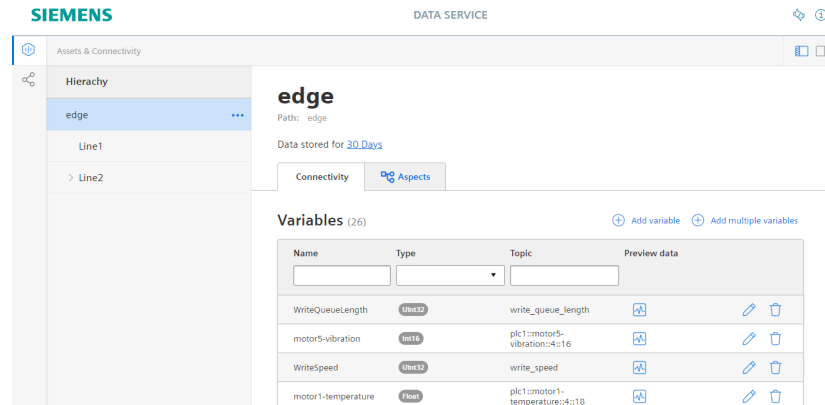 SIEMENS
DATA SERVICE
Assets & Connectivity
Hierachy
edge
Line1
Line2
edge
Path: edge
Data stored for 30 Days
Connectivity
Aspects
Variables (26)
Add variable
Add multiple variables
Name Type Topic Preview data
WriteQueueLength UInt32 write_queue_length
motor5-vibration Int16 plc1::motor5-
vibration::4::16
WriteSpeed UInt32 write_speed
motor1-temperature Float plc1::motor1-
temperature::4::18